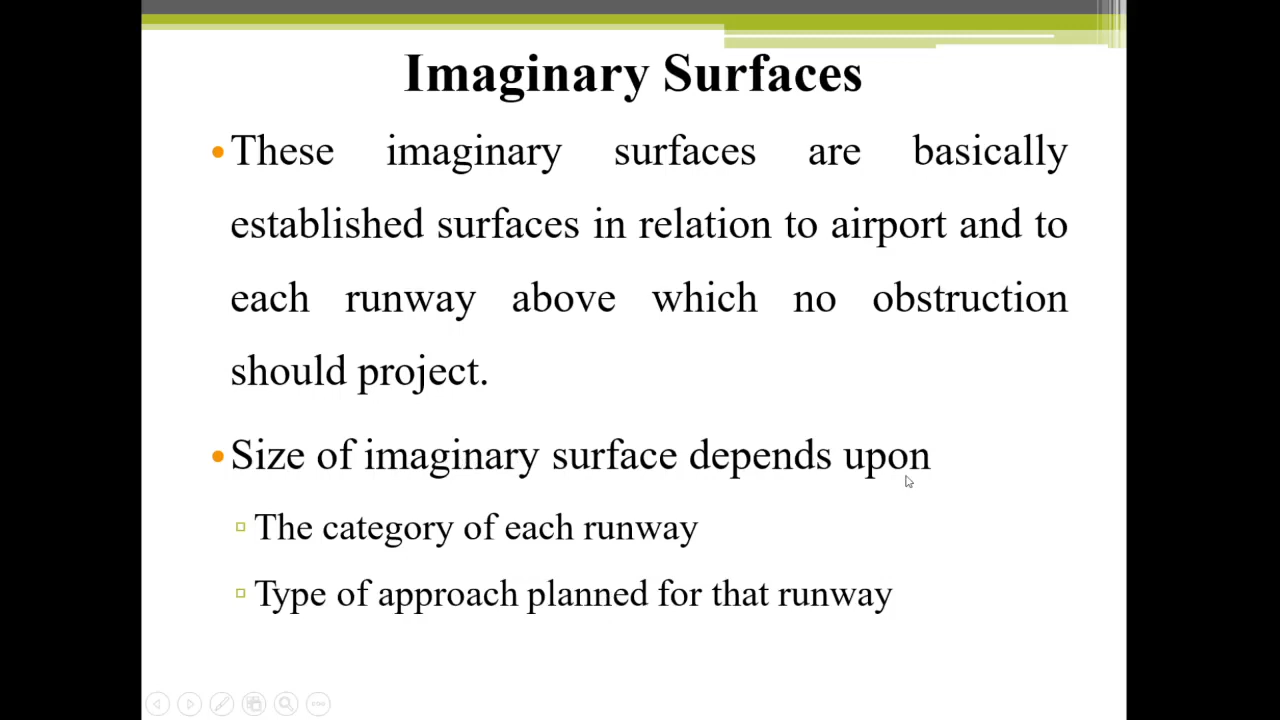 Imaginary Surfaces
•These imaginary surfaces are basically
established surfaces in relation to airport and to
each runway above which no obstruction
should project.
•Size of imaginary surface depends upon
▫The category of each runway
▫Type of approach planned for that runway